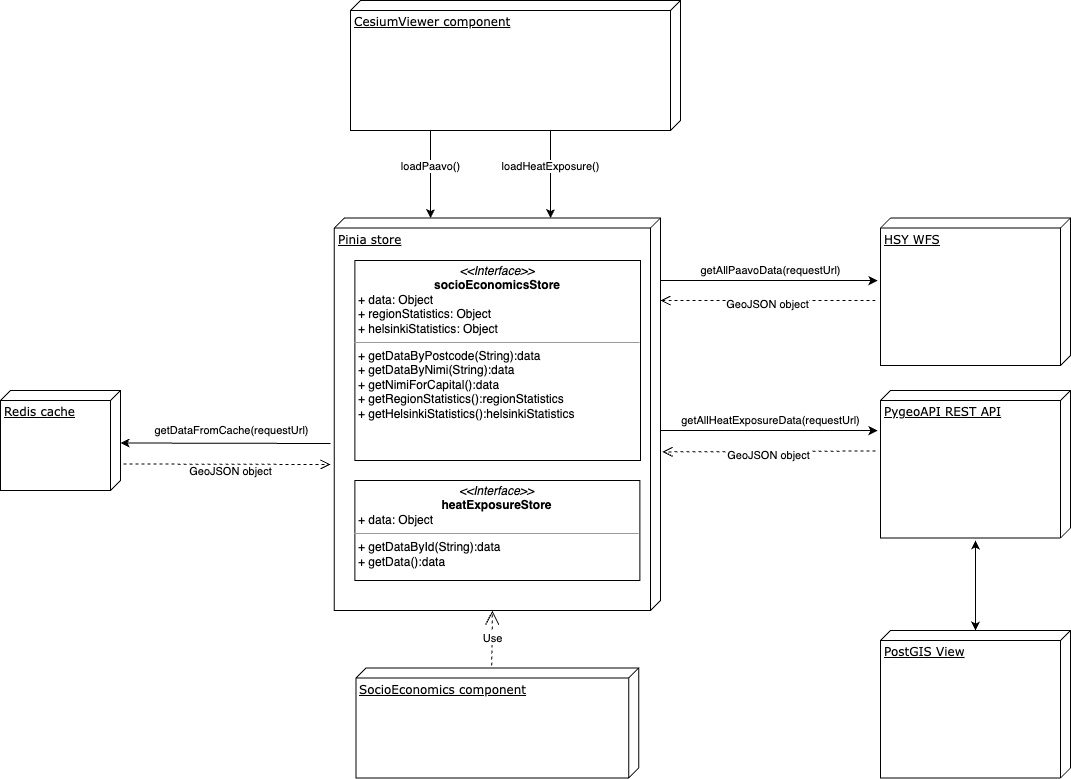 CesiumViewer component
loadPaavo()
loadHeatExposure()
Pinia store
<<Interface>>
socioEconomicsStore
+ data: Object
+ regionStatistics: Object
+ helsinkiStatistics: Object
+ getDataByPostcode(String):data
+ getDataByNimi(String):data
+ getNimiForCapital():data
+ getRegionStatistics():regionStatistics
+ getHelsinkiStatistics():helsinkiStatistics
<<Interface>>
heatExposureStore
+ data: Object
+ getDataById(String):data
+ getData():data
HSY WFS
getAllPaavoData(requestUrl)
GeoJSON object
Redis cache
getDataFromCache(requestUrl)
GeoJSON object
PygeoAPI REST API
getAllHeatExposureData(requestUrl)
GeoJSON object
Use
SocioEconomics component
PostGIS View